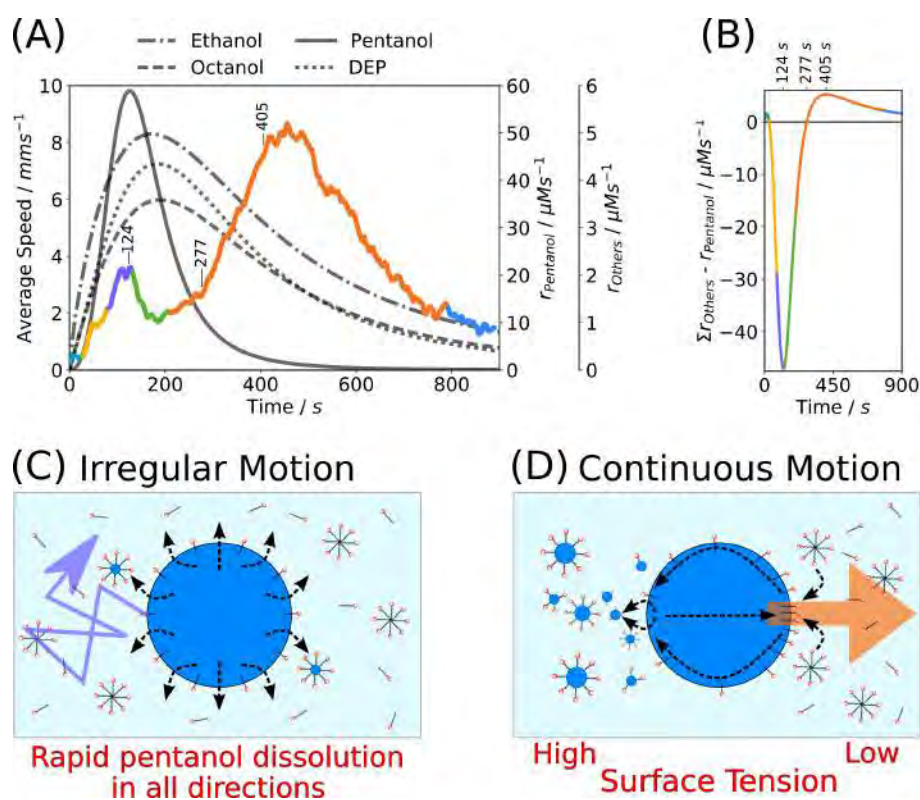 (A)
Ethanol
Pentanol
Octanol
DEP
Average Speed / mms⁻¹
10
8
6
4
2
0
124
277
405
60
50
40
30
20
10
0
r_Pentanol / μMs⁻¹
6
5
4
3
2
1
0
r_Others / μMs⁻¹
0
200
400
600
800
Time / s
(B)
124 s
277 s
405 s
Σr_Others - r_Pentanol / μMs⁻¹
0
−10
−20
−30
−40
0
450
900
Time / s
(C) Irregular Motion
Rapid pentanol dissolution
in all directions
(D) Continuous Motion
High
Low
Surface Tension